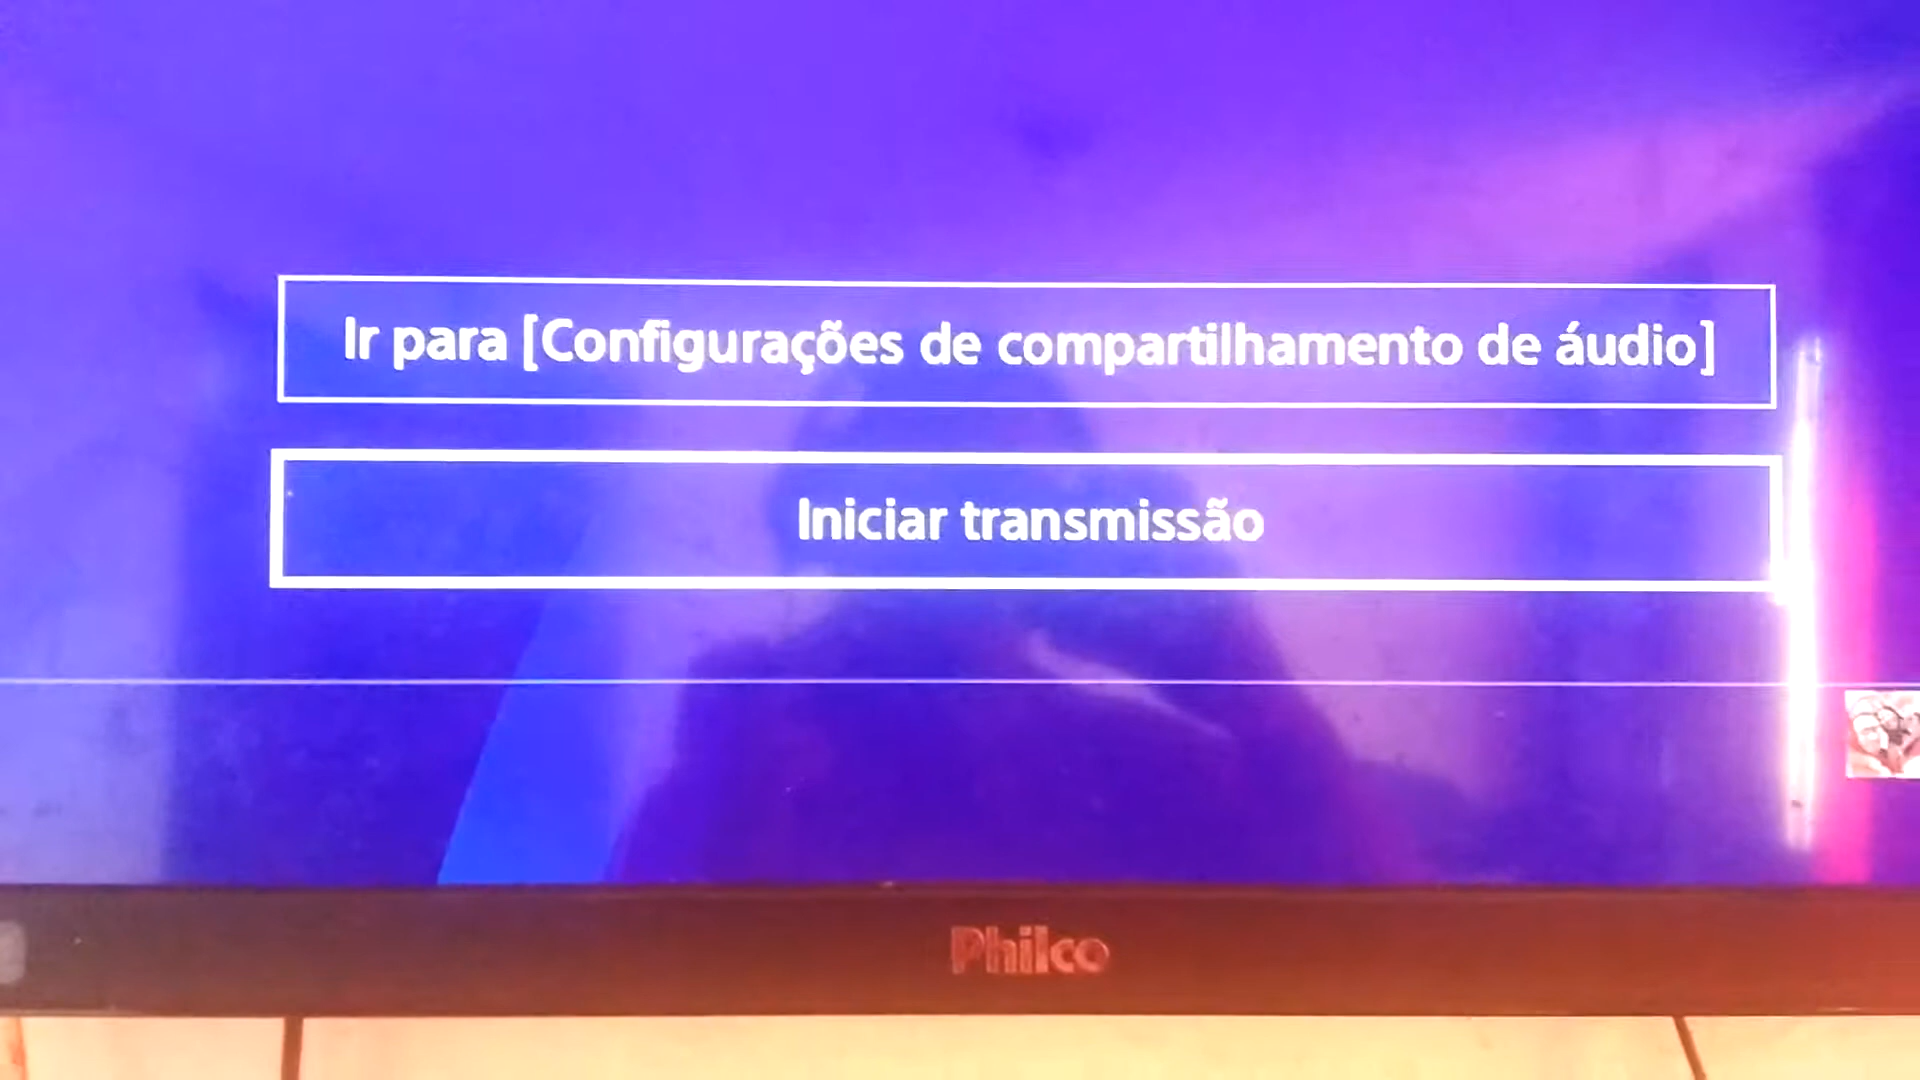 Ir para [Configurações de compartilhamento de áudio]
Iniciar transmissão
Philco